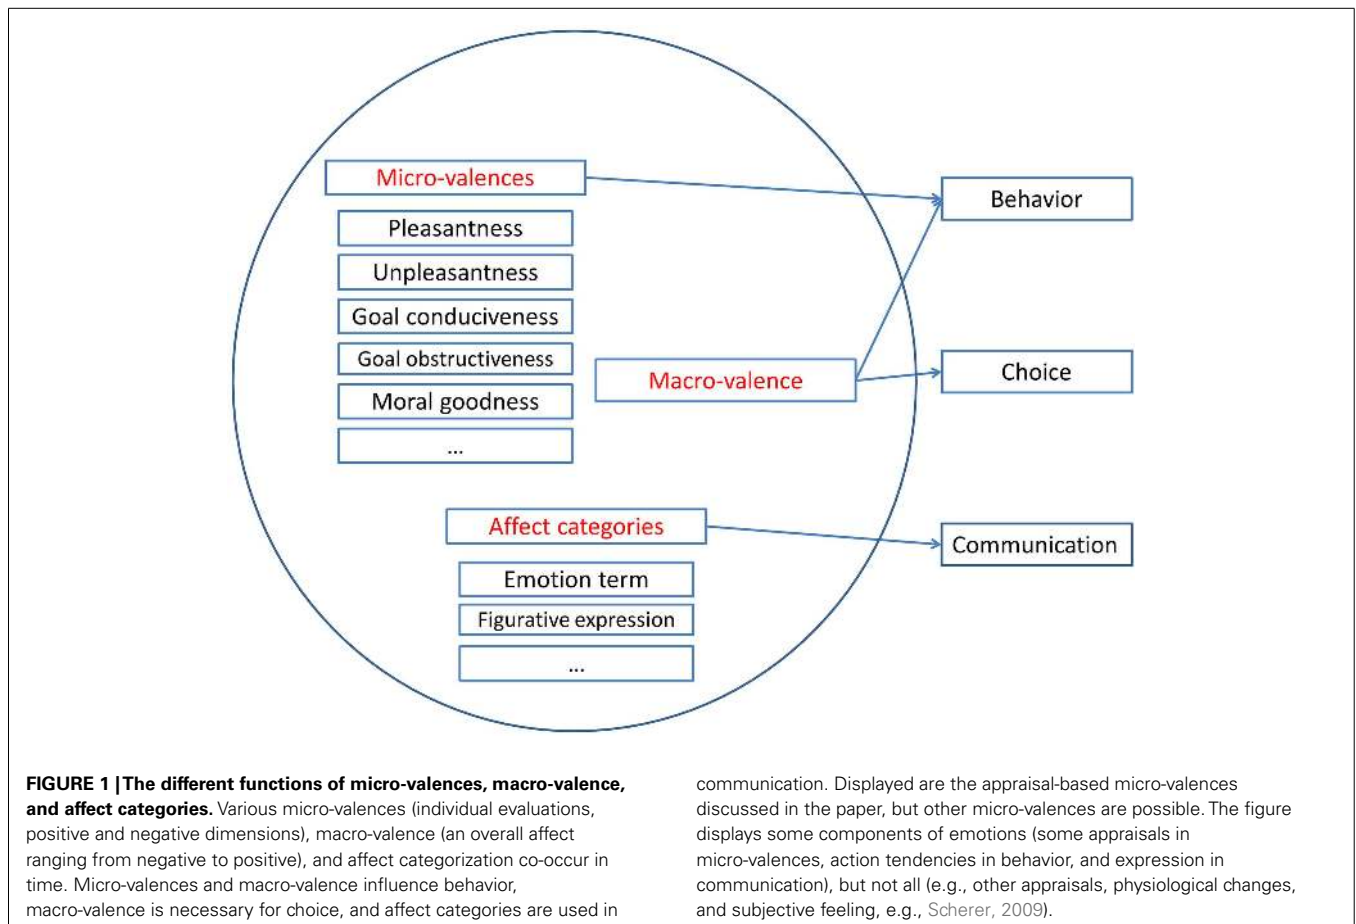 Micro-valences
Pleasantness
Unpleasantness
Goal conduciveness
Goal obstructiveness
Moral goodness
...
Macro-valence
Affect categories
Emotion term
Figurative expression
...
Behavior
Choice
Communication
FIGURE 1 | The different functions of micro-valences, macro-valence,
and affect categories. Various micro-valences (individual evaluations,
positive and negative dimensions), macro-valence (an overall affect
ranging from negative to positive), and affect categorization co-occur in
time. Micro-valences and macro-valence influence behavior,
macro-valence is necessary for choice, and affect categories are used in
communication. Displayed are the appraisal-based micro-valences
discussed in the paper, but other micro-valences are possible. The figure
displays some components of emotions (some appraisals in
micro-valences, action tendencies in behavior, and expression in
communication), but not all (e.g., other appraisals, physiological changes,
and subjective feeling, e.g., Scherer, 2009).